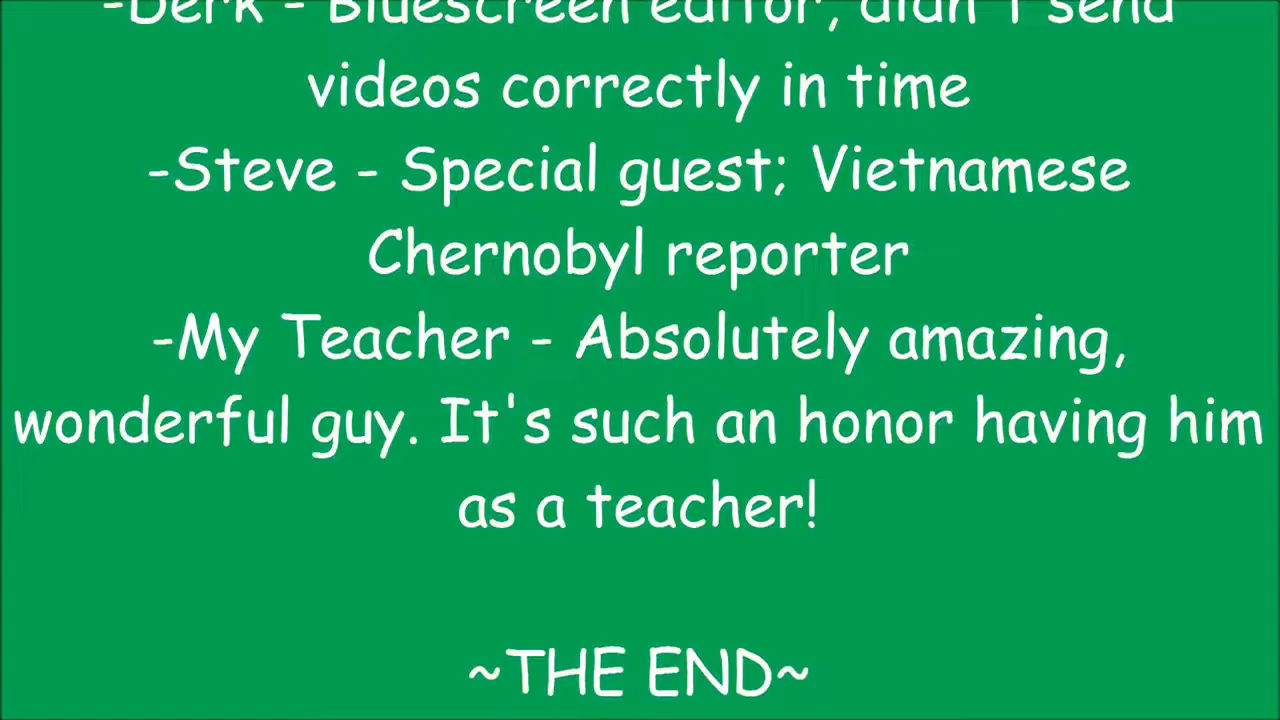 -Derk - Bluescreen editor, didn't send
videos correctly in time
-Steve - Special guest; Vietnamese
Chernobyl reporter
-My Teacher - Absolutely amazing,
wonderful guy. It's such an honor having him
as a teacher!
~THE END~